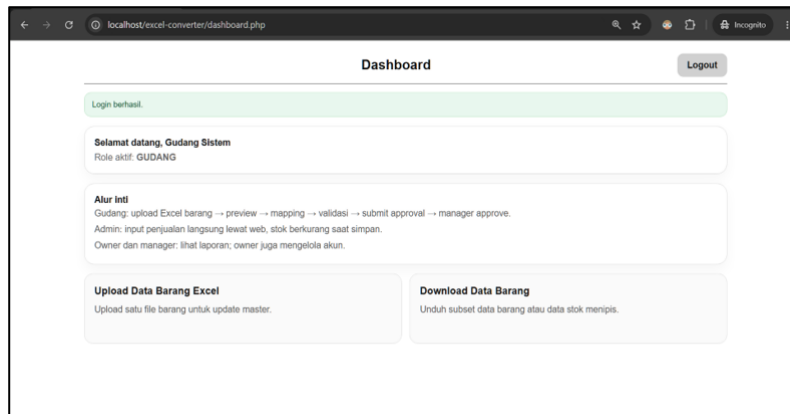 localhost/excel-converter/dashboard.php
Incognito
Dashboard
Logout
Login berhasil.
Selamat datang, Gudang Sistem
Role aktif: GUDANG
Alur inti
Gudang: upload Excel barang → preview → mapping → validasi → submit approval → manager approve.
Admin: input penjualan langsung lewat web, stok berkurang saat simpan.
Owner dan manager: lihat laporan; owner juga mengelola akun.
Upload Data Barang Excel
Upload satu file barang untuk update master.
Download Data Barang
Unduh subset data barang atau data stok menipis.